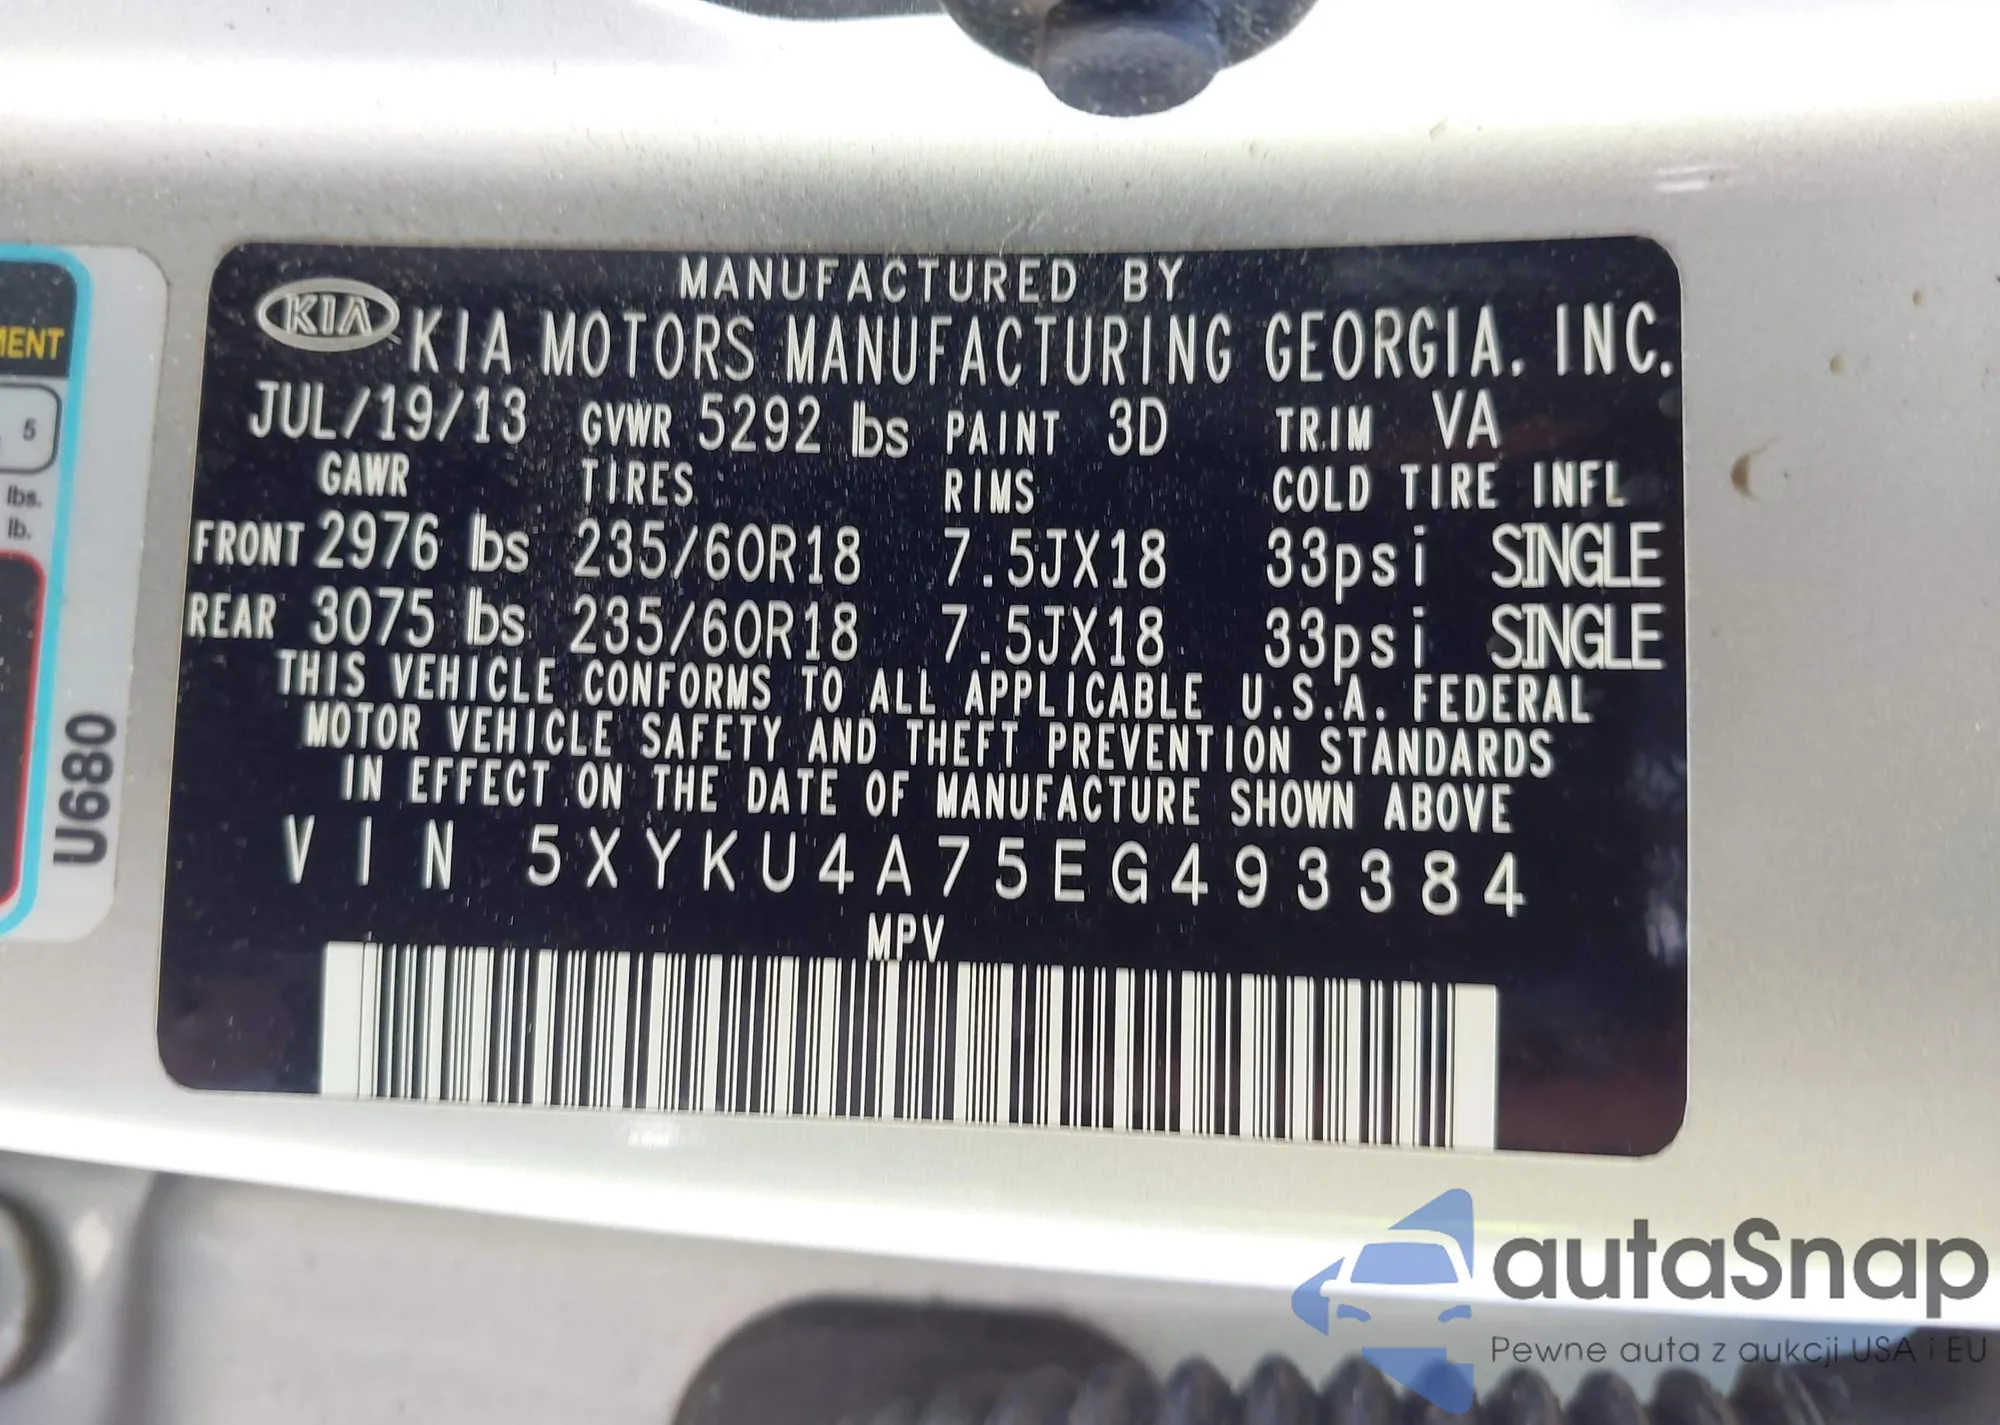 MANUFACTURED BY
KIA KIA MOTORS MANUFACTURING GEORGIA, INC.
JUL/19/13 GVWR 5292 lbs PAINT 3D TRIM VA
GAWR TIRES RIMS COLD TIRE INFL
FRONT 2976 lbs 235/60R18 7.5JX18 33psi SINGLE
REAR 3075 lbs 235/60R18 7.5JX18 33psi SINGLE
THIS VEHICLE CONFORMS TO ALL APPLICABLE U.S.A. FEDERAL
MOTOR VEHICLE SAFETY AND THEFT PREVENTION STANDARDS
IN EFFECT ON THE DATE OF MANUFACTURE SHOWN ABOVE
VIN 5XYKU4A75EG493384
MPV
5
lbs.
lb.
U680
autoSnap
Pewne auta z aukcji USA i EU